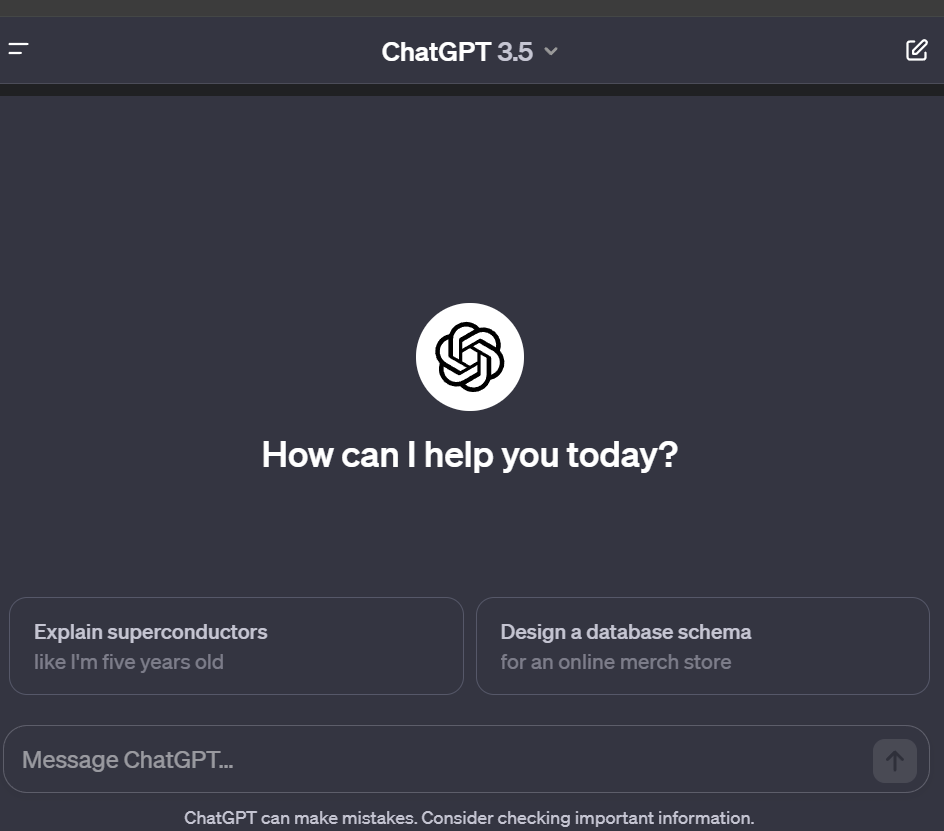 ChatGPT 3.5
How can I help you today?
Explain superconductors
like I'm five years old
Design a database schema
for an online merch store
Message ChatGPT...
ChatGPT can make mistakes. Consider checking important information.